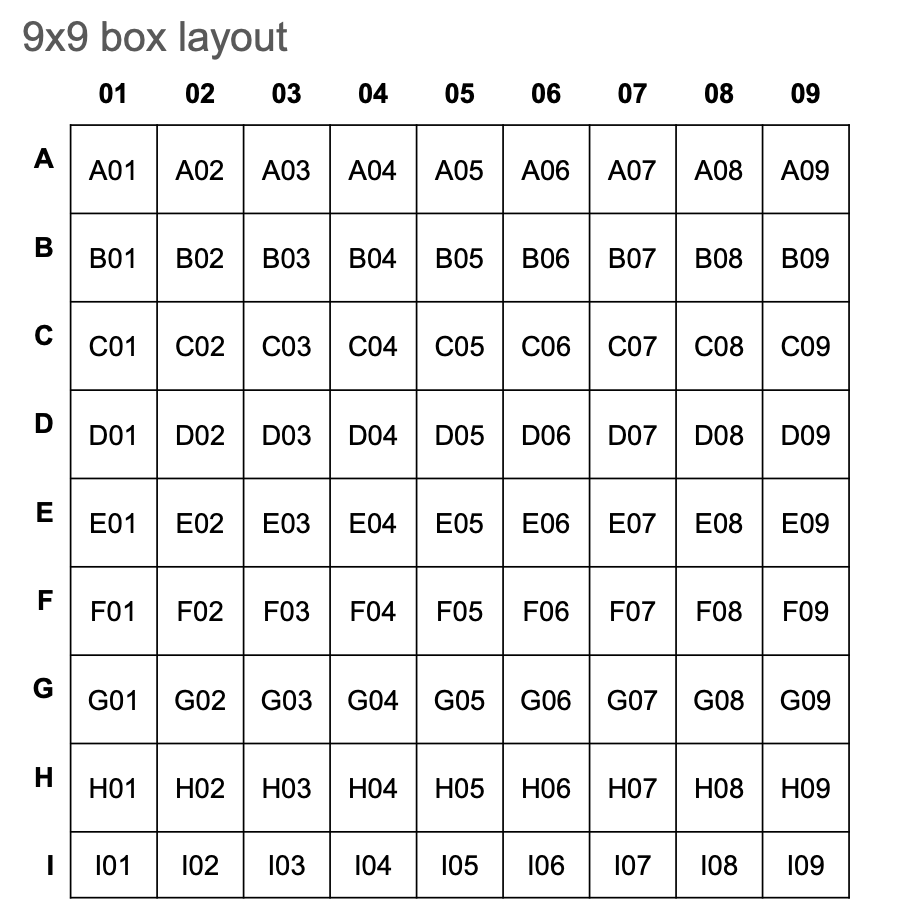 9x9 box layout
01 02 03 04 05 06 07 08 09
A A01 A02 A03 A04 A05 A06 A07 A08 A09
B B01 B02 B03 B04 B05 B06 B07 B08 B09
C C01 C02 C03 C04 C05 C06 C07 C08 C09
D D01 D02 D03 D04 D05 D06 D07 D08 D09
E E01 E02 E03 E04 E05 E06 E07 E08 E09
F F01 F02 F03 F04 F05 F06 F07 F08 F09
G G01 G02 G03 G04 G05 G06 G07 G08 G09
H H01 H02 H03 H04 H05 H06 H07 H08 H09
I I01 I02 I03 I04 I05 I06 I07 I08 I09